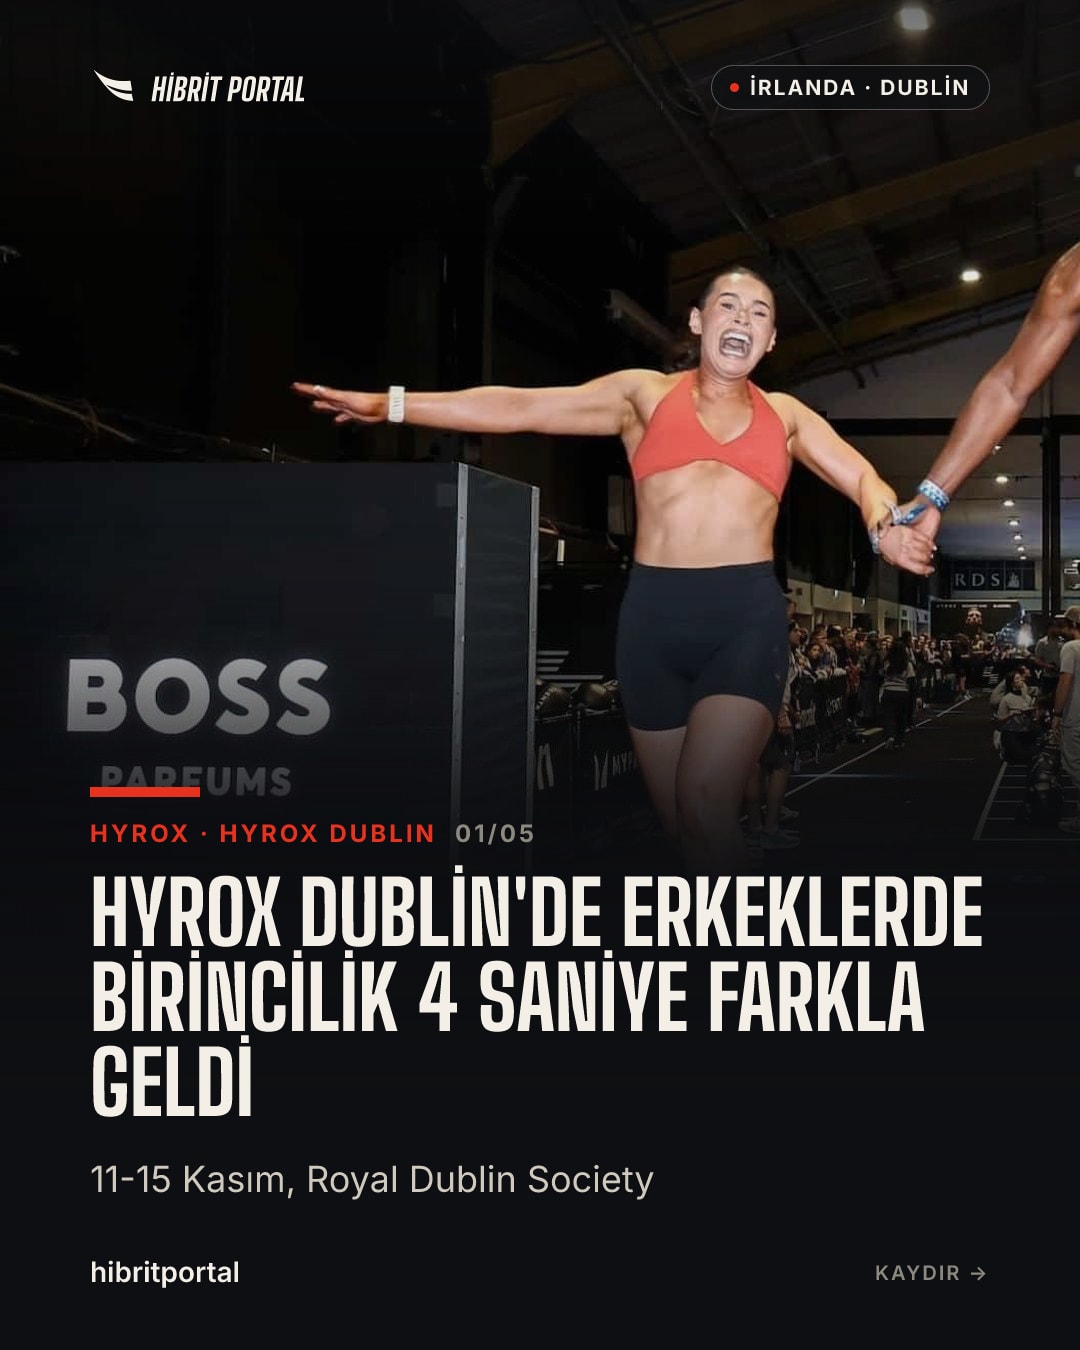 HİBRİT PORTAL
İRLANDA · DUBLİN
RDS
BOSS
PARFUMS
HYROX · HYROX DUBLIN 01/05
HYROX DUBLİN'DE ERKEKLERDE
BİRİNCİLİK 4 SANİYE FARKLA
GELDİ
11-15 Kasım, Royal Dublin Society
hibritportal
KAYDIR →